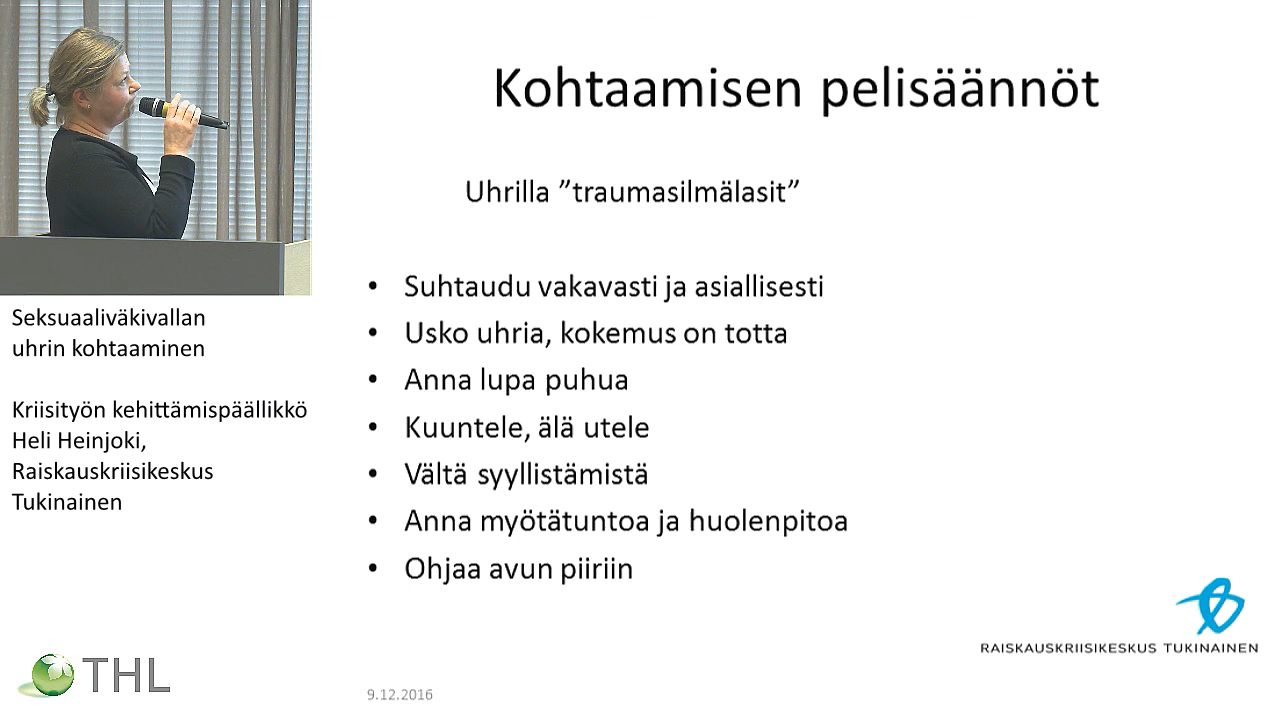 Kohtaamisen pelisäännöt
Uhrilla ”traumasilmälasit”
• Suhtaudu vakavasti ja asiallisesti
• Usko uhria, kokemus on totta
• Anna lupa puhua
• Kuuntele, älä utele
• Vältä syyllistämistä
• Anna myötätuntoa ja huolenpitoa
• Ohjaa avun piiriin
Seksuaaliväkivallan
uhrin kohtaaminen
Kriisityön kehittämispäällikkö
Heli Heinjoki,
Raiskauskriisikeskus
Tukinainen
RAISKAUSKRIISIKESKUS TUKINAINEN
THL
9.12.2016